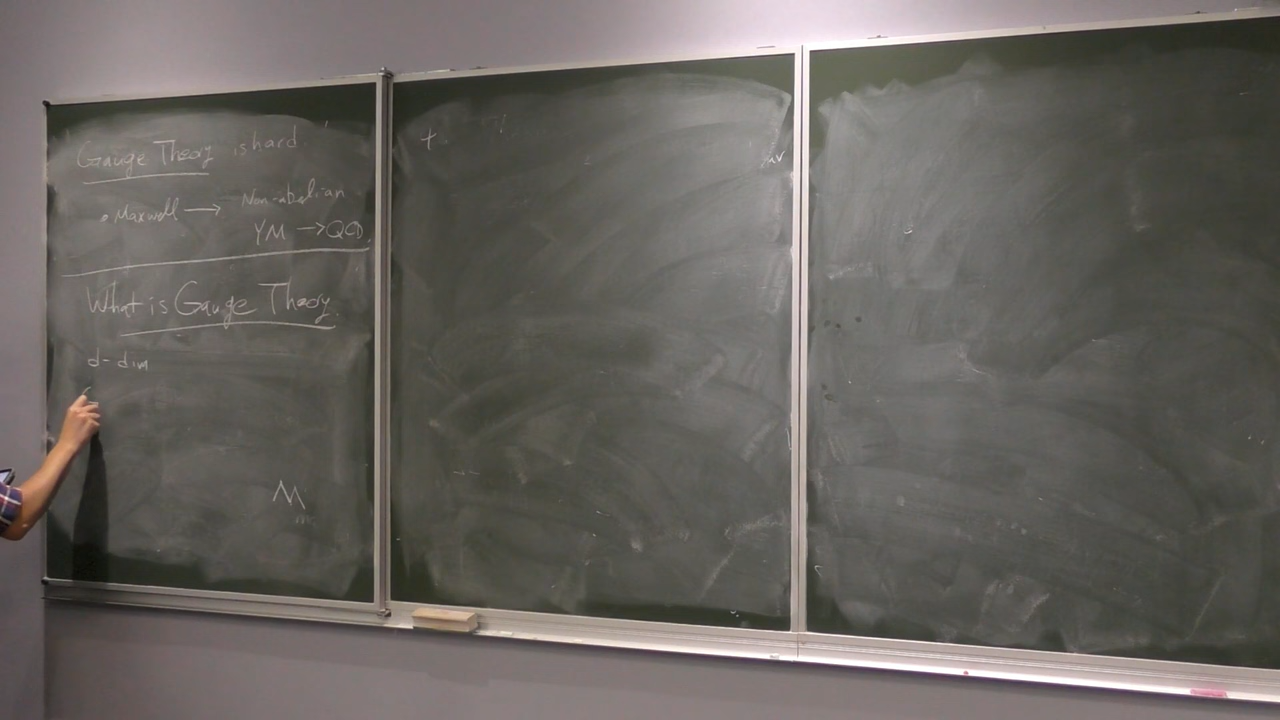 Gauge Theory is hard.
• Maxwell → Non-abelian
YM → QCD.
What is Gauge Theory.
d-dim
M
+